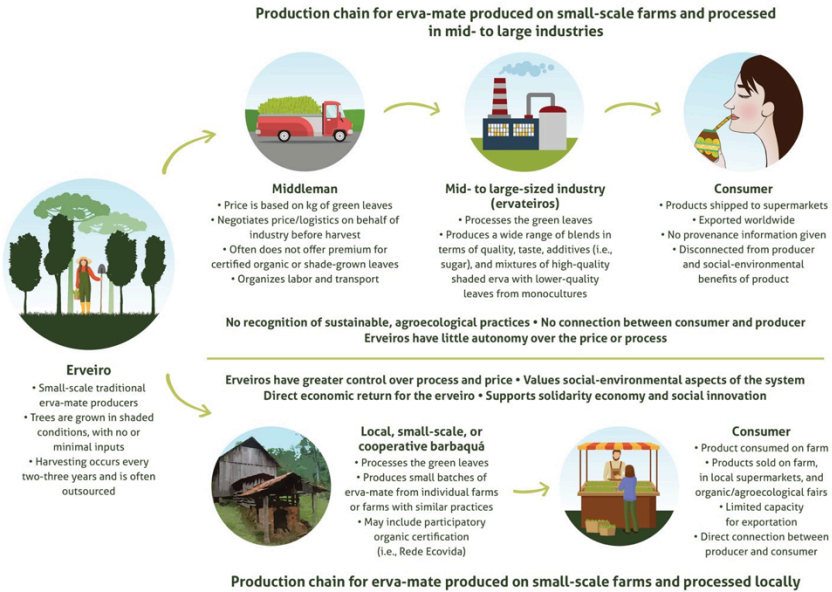 Production chain for erva-mate produced on small-scale farms and processed
in mid- to large industries
Middleman
• Price is based on kg of green leaves
• Negotiates price/logistics on behalf of
industry before harvest
• Often does not offer premium for
certified organic or shade-grown leaves
• Organizes labor and transport
Mid- to large-sized industry
(ervateiros)
• Processes the green leaves
• Produces a wide range of blends in
terms of quality, taste, additives (i.e.,
sugar), and mixtures of high-quality
shaded erva with lower-quality
leaves from monocultures
Consumer
• Products shipped to supermarkets
• Exported worldwide
• No provenance information given
• Disconnected from producer
and social-environmental
benefits of product
No recognition of sustainable, agroecological practices • No connection between consumer and producer
Erveiros have little autonomy over the price or process
Erveiro
• Small-scale traditional
erva-mate producers
• Trees are grown in shaded
conditions, with no or
minimal inputs
• Harvesting occurs every
two-three years and is often
outsourced
Erveiros have greater control over process and price • Values social-environmental aspects of the system
Direct economic return for the erveiro • Supports solidarity economy and social innovation
Local, small-scale, or
cooperative barbaquá
• Processes the green leaves
• Produces small batches of
erva-mate from individual farms
or farms with similar practices
• May include participatory
organic certification
(i.e., Rede Ecovida)
Consumer
• Product consumed on farm
• Products sold on farm,
in local supermarkets, and
organic/agroecological fairs
• Limited capacity
for exportation
• Direct connection between
producer and consumer
Production chain for erva-mate produced on small-scale farms and processed locally